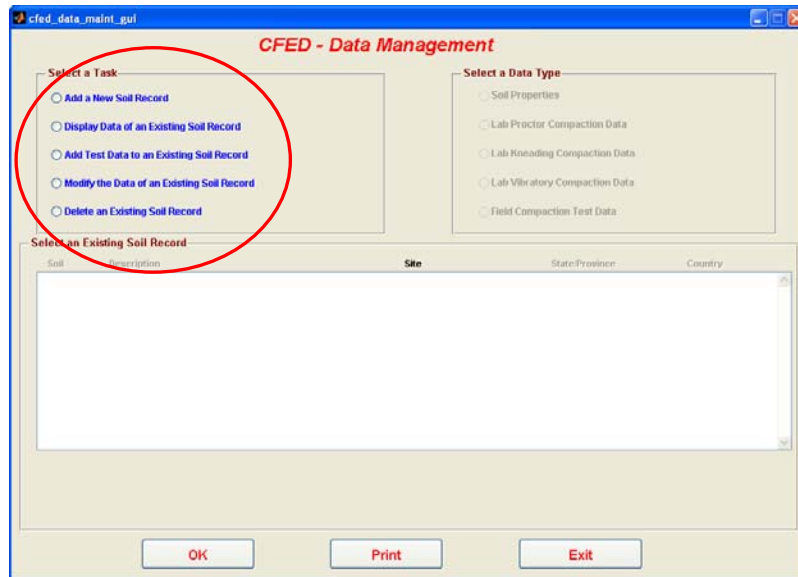 cfed_data_maint_gui
CFED - Data Management
Select a Task
Add a New Soil Record
Display Data of an Existing Soil Record
Add Test Data to an Existing Soil Record
Modify the Data of an Existing Soil Record
Delete an Existing Soil Record
Select a Data Type
Soil Properties
Lab Proctor Compaction Data
Lab Kneading Compaction Data
Lab Vibratory Compaction Data
Field Compaction Test Data
Select an Existing Soil Record
Soil Description Site State/Province Country
OK Print Exit